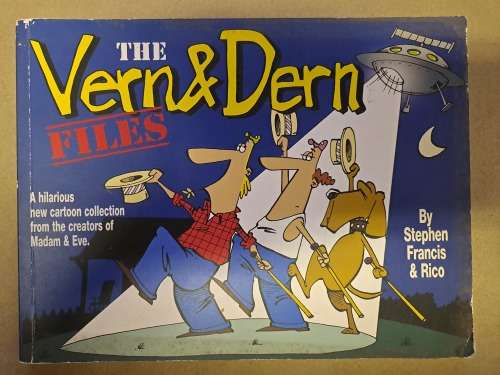 THE
Vern&Dern
FILES
A hilarious
new cartoon collection
from the creators of
Madam & Eve.
By
Stephen
Francis
& Rico